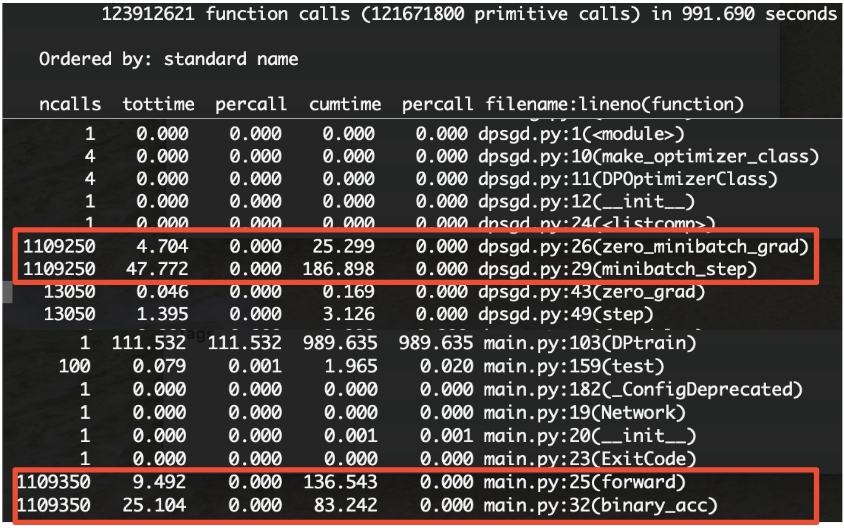 123912621 function calls (121671800 primitive calls) in 991.690 seconds
Ordered by: standard name
ncalls tottime percall cumtime percall filename:lineno(function)
1 0.000 0.000 0.000 0.000 dpsgd.py:1(<module>)
4 0.000 0.000 0.000 0.000 dpsgd.py:10(make_optimizer_class)
4 0.000 0.000 0.000 0.000 dpsgd.py:11(DPOptimizerClass)
1 0.000 0.000 0.000 0.000 dpsgd.py:12(__init__)
1 0.000 0.000 0.000 0.000 dpsgd.py:24(<listcomp>)
1109250 4.704 0.000 25.299 0.000 dpsgd.py:26(zero_minibatch_grad)
1109250 47.772 0.000 186.898 0.000 dpsgd.py:29(minibatch_step)
13050 0.046 0.000 0.169 0.000 dpsgd.py:43(zero_grad)
13050 1.395 0.000 3.126 0.000 dpsgd.py:49(step)
1 111.532 111.532 989.635 989.635 main.py:103(DPtrain)
100 0.079 0.001 1.965 0.020 main.py:159(test)
1 0.000 0.000 0.000 0.000 main.py:182(_ConfigDeprecated)
1 0.000 0.000 0.000 0.000 main.py:19(Network)
1 0.000 0.000 0.001 0.001 main.py:20(__init__)
1 0.000 0.000 0.000 0.000 main.py:23(ExitCode)
1109350 9.492 0.000 136.543 0.000 main.py:25(forward)
1109350 25.104 0.000 83.242 0.000 main.py:32(binary_acc)